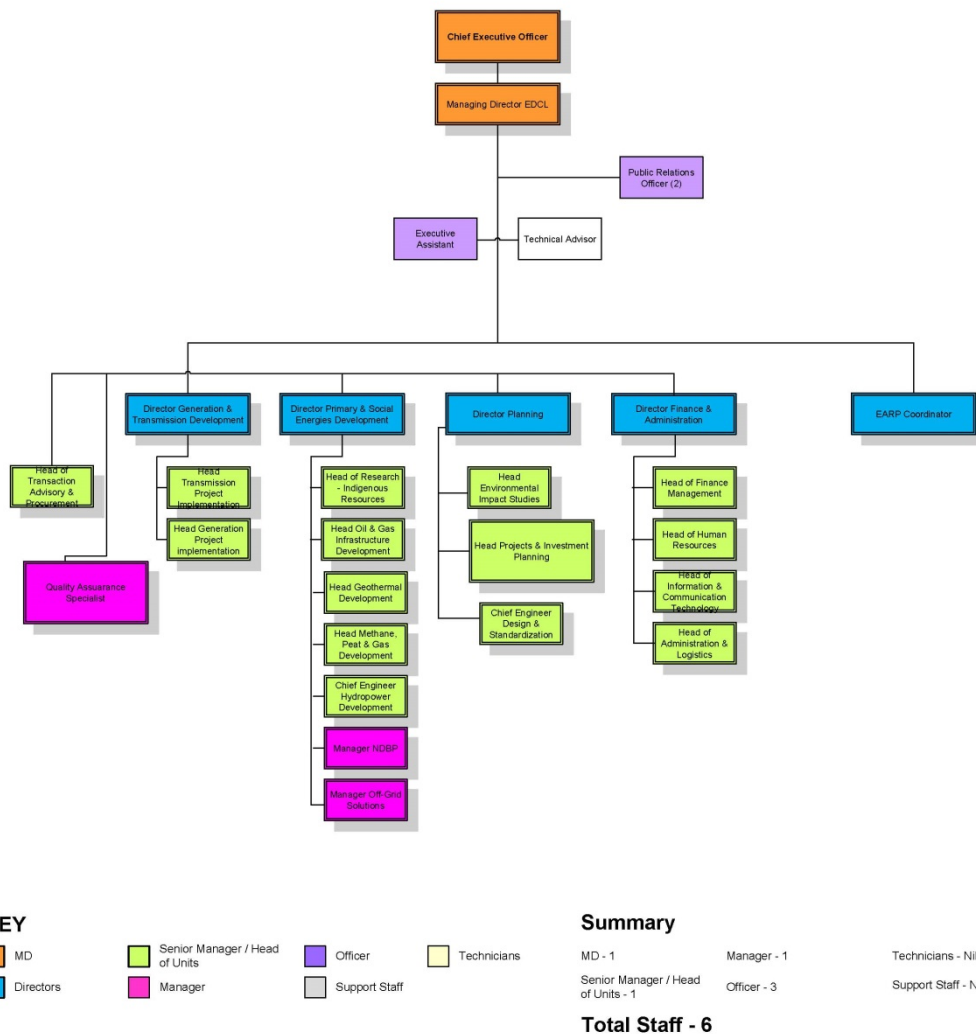 Chief Executive Officer
Managing Director EDCL
Public Relations
Officer (2)
Executive
Assistant
Technical Advisor
Director Generation &
Transmission Development
Director Primary & Social
Energies Development
Director Planning
Director Finance &
Administration
EARP Coordinator
Head of
Transaction
Advisory &
Procurement
Quality Assuarance
Specialist
Head
Transmission
Project
Implementation
Head Generation
Project
implementation
Head of Research
- Indigenous
Resources
Head Oil & Gas
Infrastructure
Development
Head Geothermal
Development
Head Methane,
Peat & Gas
Development
Chief Engineer
Hydropower
Development
Manager NDBP
Manager Off-Grid
Solutions
Head
Environmental
Impact Studies
Head Projects & Investment
Planning
Chief Engineer
Design &
Standardization
Head of Finance
Management
Head of Human
Resources
Head of
Information &
Communication
Technology
Head of
Administration &
Logistics
EY
MD
Directors
Senior Manager / Head
of Units
Manager
Officer
Support Staff
Technicians
Summary
MD - 1
Senior Manager / Head
of Units - 1
Manager - 1
Officer - 3
Technicians - Nil
Support Staff - N
Total Staff - 6